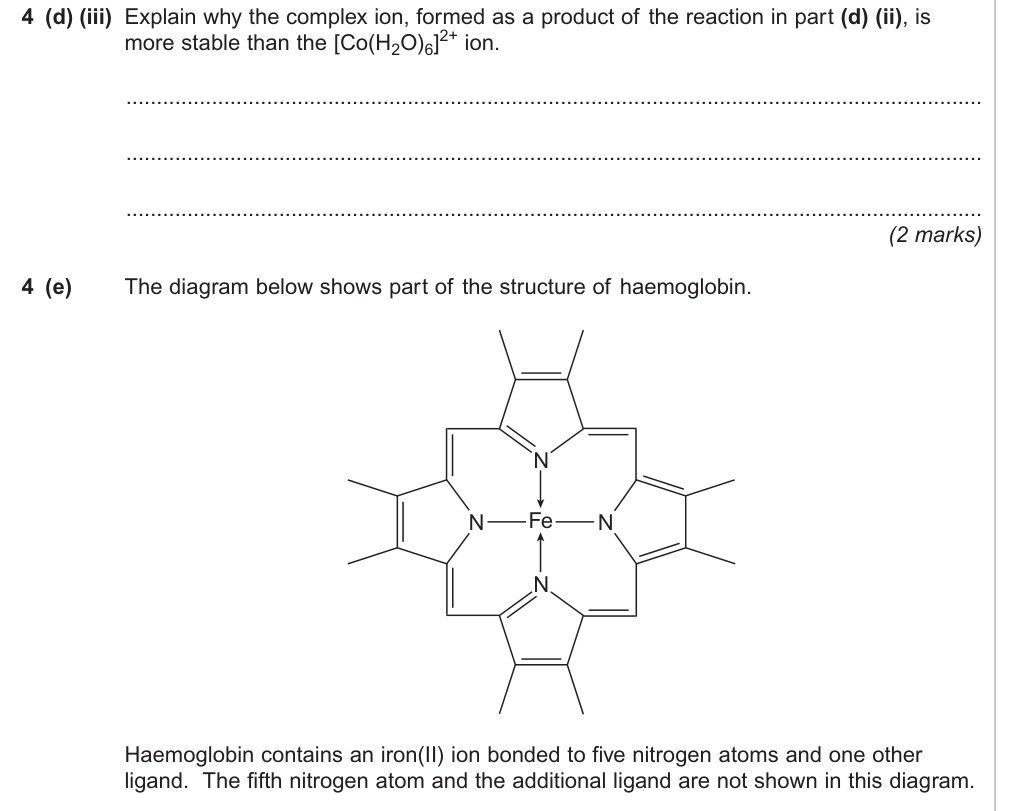 4 (d) (iii) Explain why the complex ion, formed as a product of the reaction in part (d) (ii), is
more stable than the [Co(H₂O)₆]²⁺ ion.
(2 marks)
4 (e) The diagram below shows part of the structure of haemoglobin.
N
N Fe N
N
Haemoglobin contains an iron(II) ion bonded to five nitrogen atoms and one other
ligand. The fifth nitrogen atom and the additional ligand are not shown in this diagram.